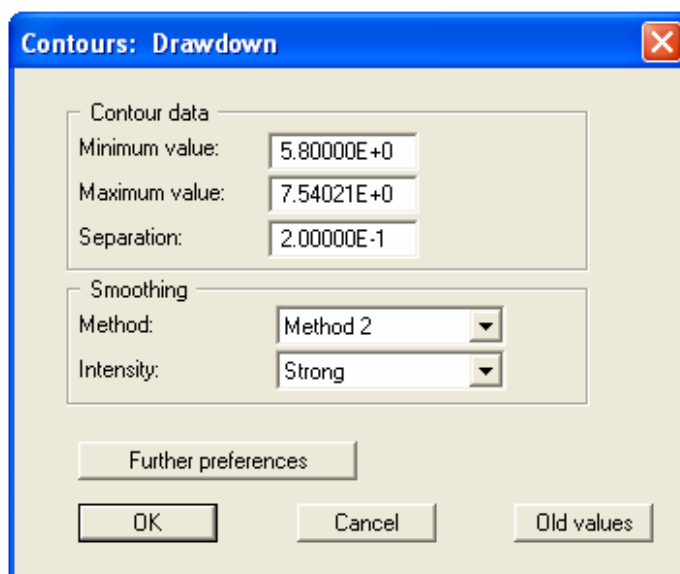 Contours: Drawdown
Contour data
Minimum value: 5.80000E+0
Maximum value: 7.54021E+0
Separation: 2.00000E-1
Smoothing
Method: Method 2
Intensity: Strong
Further preferences
OK Cancel Old values